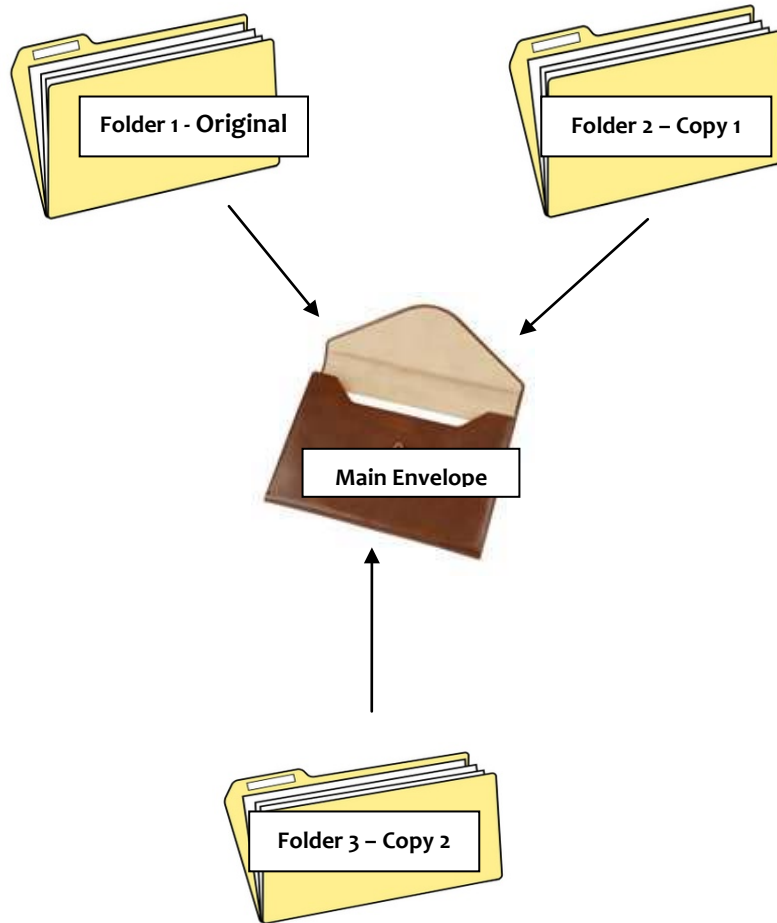 Folder 1 - Original
Folder 2 – Copy 1
Main Envelope
Folder 3 – Copy 2